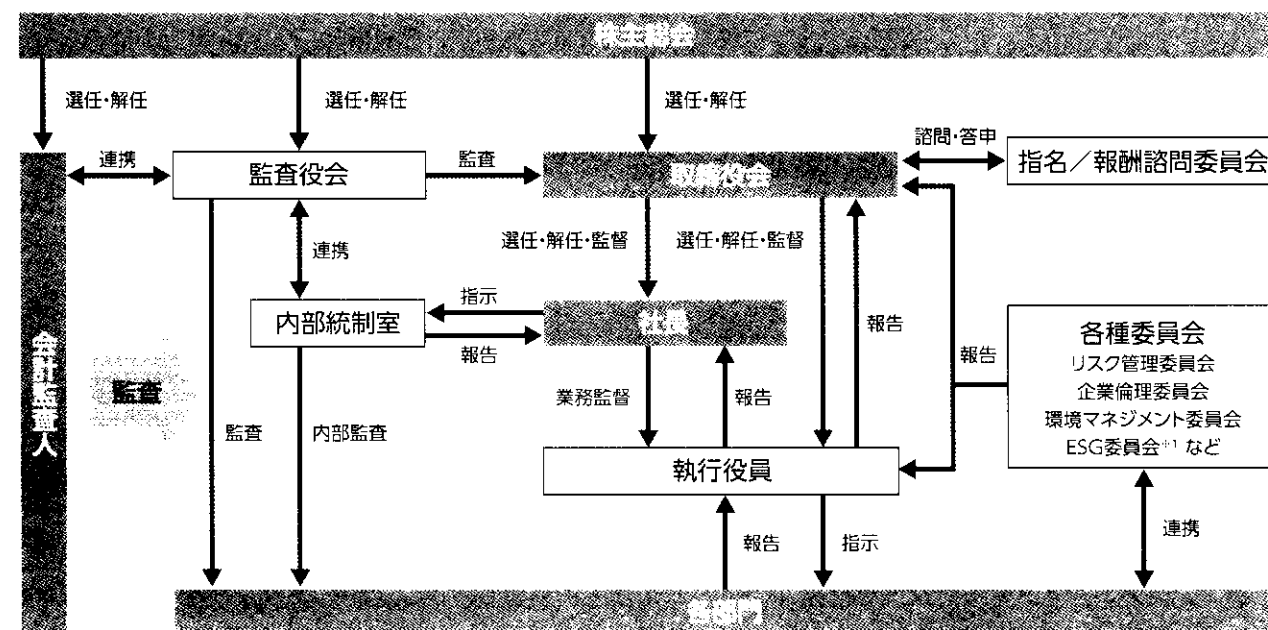 株主総会
選任・解任
選任・解任
選任・解任
諮問・答申
連携
監査役会
監査
取締役会
指名／報酬諮問委員会
連携
選任・解任・監督
選任・解任・監督
指示
内部統制室
社長
報告
報告
報告
各種委員会
リスク管理委員会
企業倫理委員会
環境マネジメント委員会
ESG委員会※1 など
会計監査人
監査
業務監督
報告
監査
内部監査
執行役員
報告
指示
連携
各部門